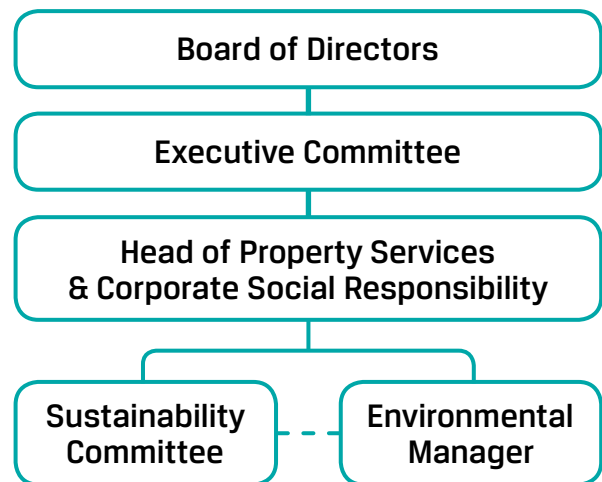 Board of Directors
Executive Committee
Head of Property Services
& Corporate Social Responsibility
Sustainability
Committee
Environmental
Manager